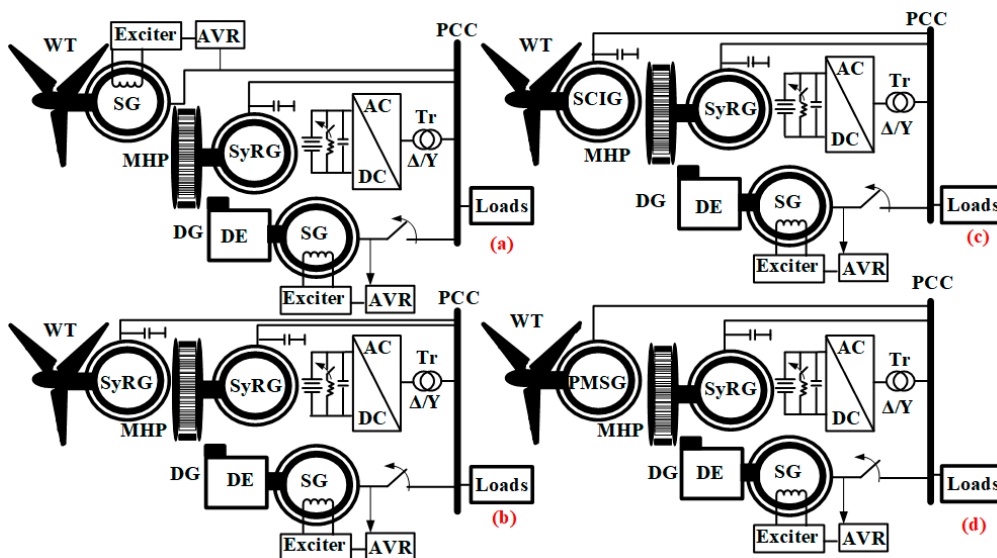 Exciter
AVR
PCC
WT
SG
AC
Tr
SyRG
MHP
Δ/Y
DC
DG
DE
SG
Loads
(a)
Exciter
AVR
PCC
WT
AC
Tr
SyRG
SyRG
Δ/Y
MHP
DC
DG
DE
SG
Loads
(b)
Exciter
AVR
PCC
WT
AC
Tr
SCIG
SyRG
Δ/Y
MHP
DC
DG
DE
SG
Loads
(c)
Exciter
AVR
PCC
WT
AC
Tr
PMSG
SyRG
Δ/Y
MHP
DC
DG
DE
SG
Loads
(d)
Exciter
AVR